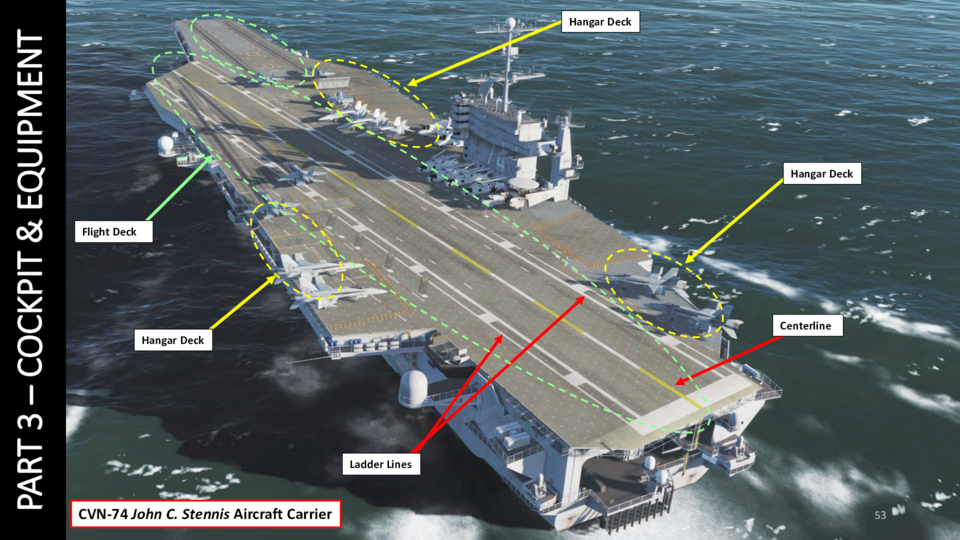 PART 3 – COCKPIT & EQUIPMENT
Hangar Deck
Hangar Deck
Flight Deck
Centerline
Hangar Deck
Ladder Lines
CVN-74 John C. Stennis Aircraft Carrier
53